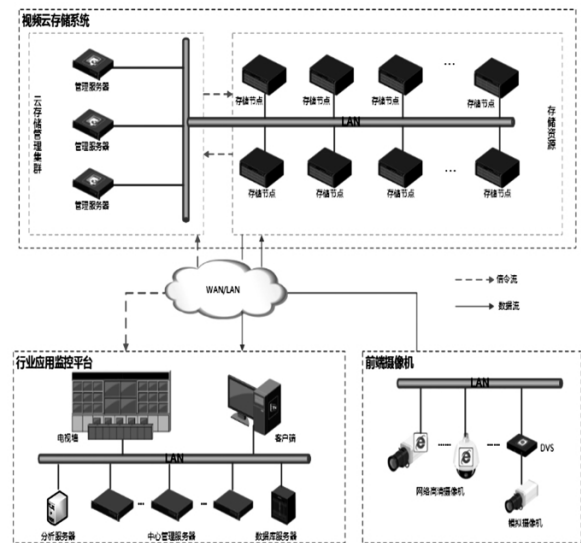 视频云存储系统
管理服务器
管理服务器
管理服务器
云存储管理集群
存储节点
存储节点
存储节点
...
存储节点
LAN
存储节点
存储节点
存储节点
...
存储节点
存储资源
WAN/LAN
信令流
数据流
行业应用监控平台
电视墙
客户端
LAN
分析服务器
...
中心管理服务器
...
数据库服务器
前端摄像机
LAN
网络高清摄像机
DVS
模拟摄像机